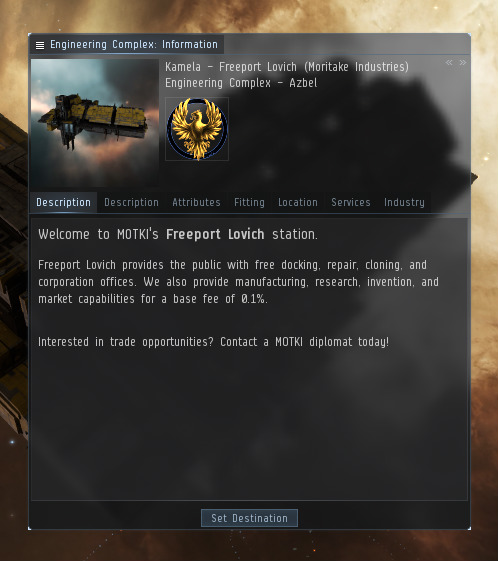 Engineering Complex: Information
Kamela - Freeport Lovich (Moritake Industries)
Engineering Complex - Azbel
« »
Description Description Attributes Fitting Location Services Industry
Welcome to MOTKI's Freeport Lovich station.
Freeport Lovich provides the public with free docking, repair, cloning, and
corporation offices. We also provide manufacturing, research, invention, and
market capabilities for a base fee of 0.1%.
Interested in trade opportunities? Contact a MOTKI diplomat today!
Set Destination